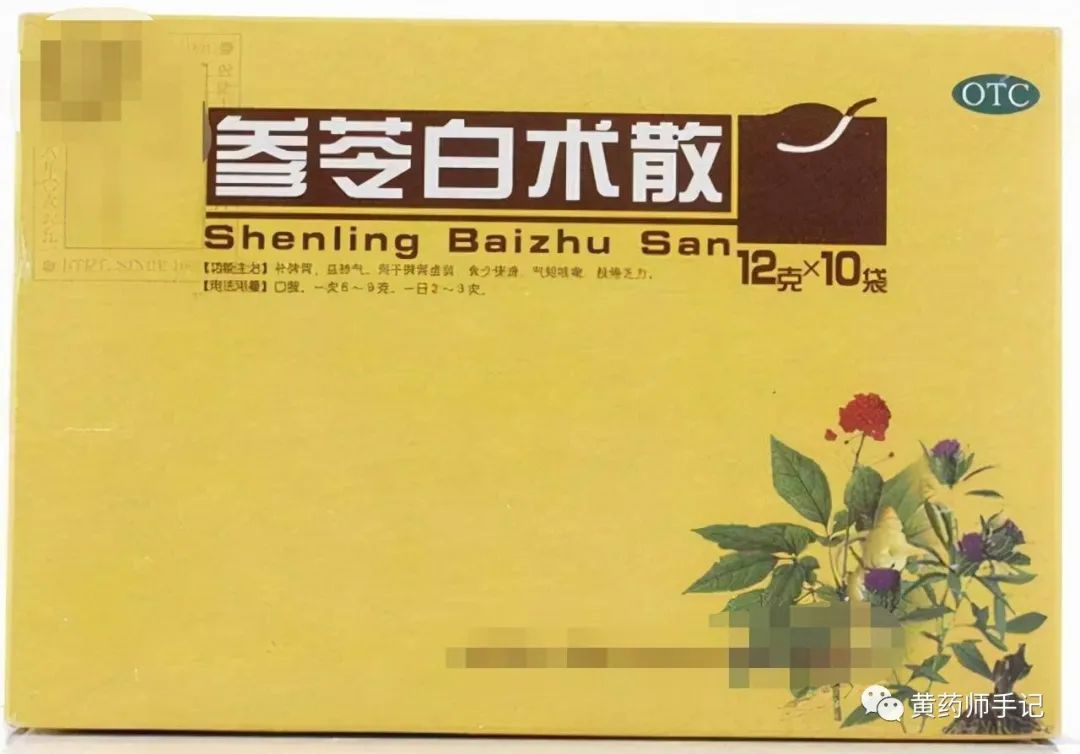 OTC
参苓白术散
Shenling Baizhu San
12克×10袋
【功能主治】补脾胃，益肺气。用于脾胃虚弱，食少便溏，气短咳嗽，肢倦乏力。
【用法用量】口服，一次6～9克，一日2～3次。
黄药师手记